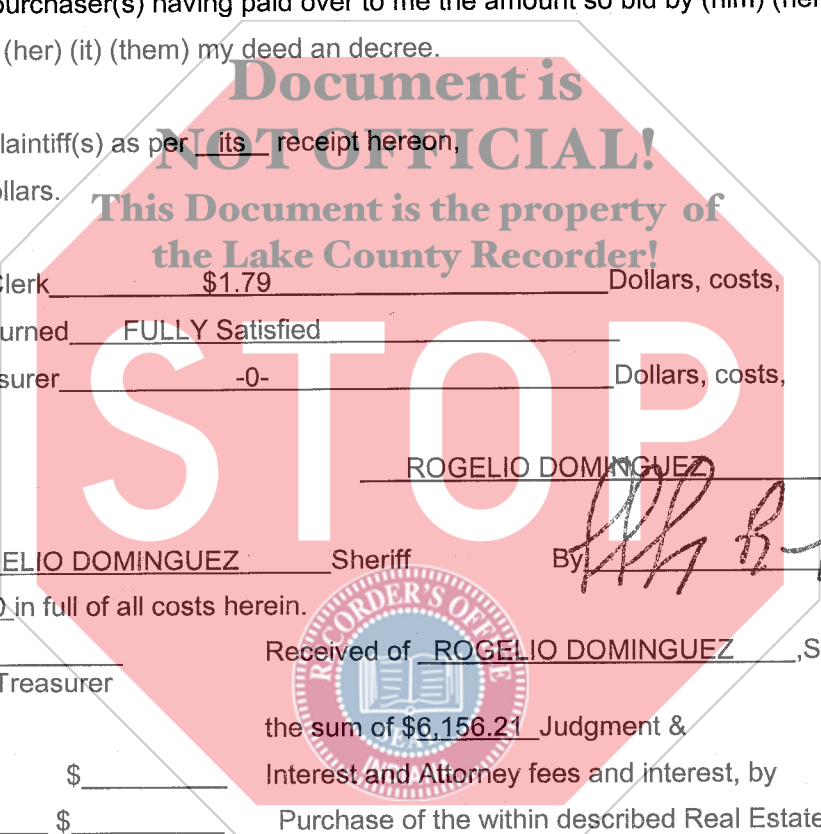 purchaser(s) having paid over to me the amount so bid by (him) (her
(her) (it) (them) my deed an decree.
Document is
laintiff(s) as per its receipt hereon,
NOT OFFICIAL!
ollars.
This Document is the property of
the Lake County Recorder!
Clerk $1.79 Dollars, costs,
urned FULLY Satisfied
surer -0- Dollars, costs,
STOP
ROGELIO DOMINGUEZ
ELIO DOMINGUEZ Sheriff By
0 in full of all costs herein.
RECORDER'S OFFICE
Received of ROGELIO DOMINGUEZ ,S
Treasurer
the sum of $6,156.21 Judgment &
SEAL
$ Interest and Attorney fees and interest, by
INDIANA
$ Purchase of the within described Real Estate